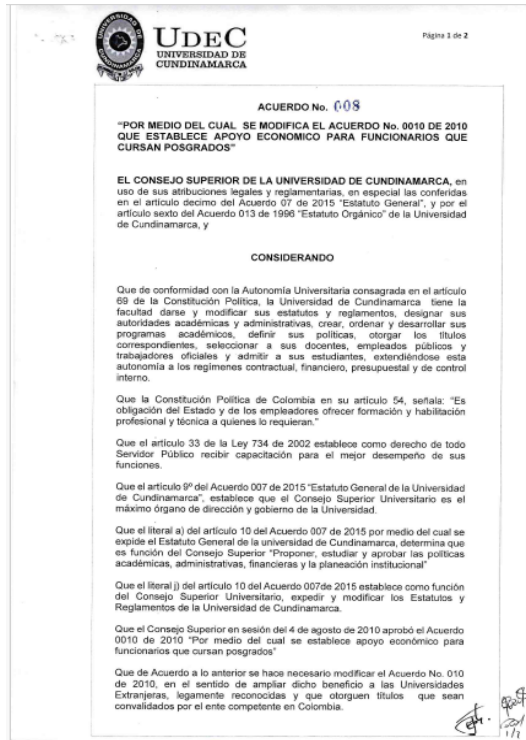 UDEC
UNIVERSIDAD DE
CUNDINAMARCA
Página 1 de 2
ACUERDO No. 008
"POR MEDIO DEL CUAL SE MODIFICA EL ACUERDO No. 0010 DE 2010
QUE ESTABLECE APOYO ECONOMICO PARA FUNCIONARIOS QUE
CURSAN POSGRADOS"
EL CONSEJO SUPERIOR DE LA UNIVERSIDAD DE CUNDINAMARCA, en
uso de sus atribuciones legales y reglamentarias, en especial las conferidas
en el artículo decimo del Acuerdo 07 de 2015 "Estatuto General", y por el
artículo sexto del Acuerdo 013 de 1996 "Estatuto Orgánico" de la Universidad
de Cundinamarca, y
CONSIDERANDO
Que de conformidad con la Autonomía Universitaria consagrada en el artículo
69 de la Constitución Política, la Universidad de Cundinamarca tiene la
facultad darse y modificar sus estatutos y reglamentos, designar sus
autoridades académicas y administrativas, crear, ordenar y desarrollar sus
programas académicos, definir sus políticas, otorgar los títulos
correspondientes, seleccionar a sus docentes, empleados públicos y
trabajadores oficiales y admitir a sus estudiantes, extendiéndose esta
autonomía a los regímenes contractual, financiero, presupuestal y de control
interno.
Que la Constitución Política de Colombia en su artículo 54, señala: "Es
obligación del Estado y de los empleadores ofrecer formación y habilitación
profesional y técnica a quienes lo requieran."
Que el artículo 33 de la Ley 734 de 2002 establece como derecho de todo
Servidor Público recibir capacitación para el mejor desempeño de sus
funciones.
Que el artículo 9º del Acuerdo 007 de 2015 "Estatuto General de la Universidad
de Cundinamarca", establece que el Consejo Superior Universitario es el
máximo órgano de dirección y gobierno de la Universidad.
Que el literal a) del artículo 10 del Acuerdo 007 de 2015 por medio del cual se
expide el Estatuto General de la universidad de Cundinamarca, determina que
es función del Consejo Superior "Proponer, estudiar y aprobar las políticas
académicas, administrativas, financieras y la planeación institucional"
Que el literal j) del artículo 10 del Acuerdo 007de 2015 establece como función
del Consejo Superior Universitario, expedir y modificar los Estatutos y
Reglamentos de la Universidad de Cundinamarca.
Que el Consejo Superior en sesión del 4 de agosto de 2010 aprobó el Acuerdo
0010 de 2010 "Por medio del cual se establece apoyo económico para
funcionarios que cursan posgrados"
Que de Acuerdo a lo anterior se hace necesario modificar el Acuerdo No. 010
de 2010, en el sentido de ampliar dicho beneficio a las Universidades
Extranjeras, legamente reconocidas y que otorguen títulos que sean
convalidados por el ente competente en Colombia.